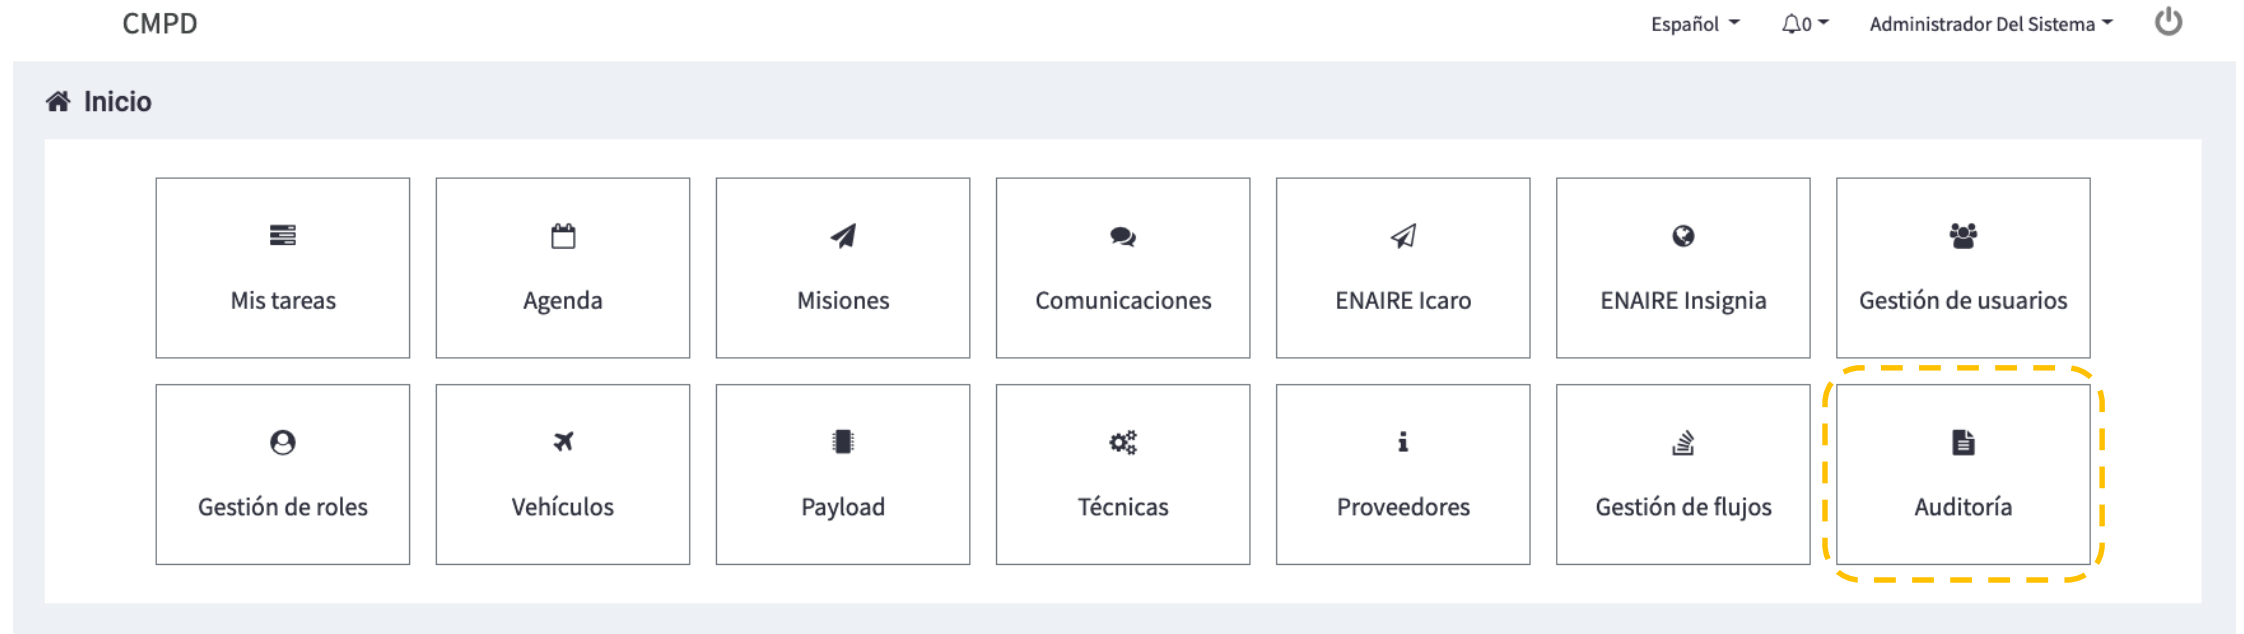 CMPD
Español
0
Administrador Del Sistema
Inicio
Mis tareas
Agenda
Misiones
Comunicaciones
ENAIRE Icaro
ENAIRE Insignia
Gestión de usuarios
Gestión de roles
Vehículos
Payload
Técnicas
Proveedores
Gestión de flujos
Auditoría